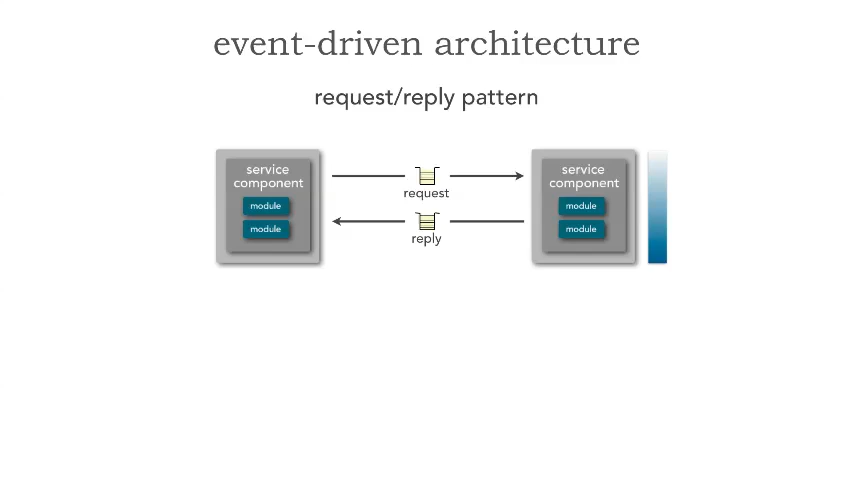 event-driven architecture
request/reply pattern
service
component
module
module
request
reply
service
component
module
module